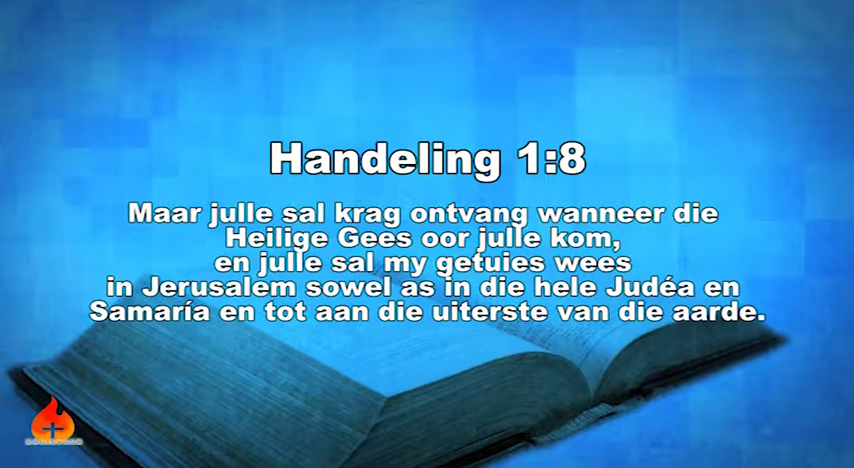 Handeling 1:8
Maar julle sal krag ontvang wanneer die
Heilige Gees oor julle kom,
en julle sal my getuies wees
in Jerusalem sowel as in die hele Judéa en
Samaría en tot aan die uiterste van die aarde.